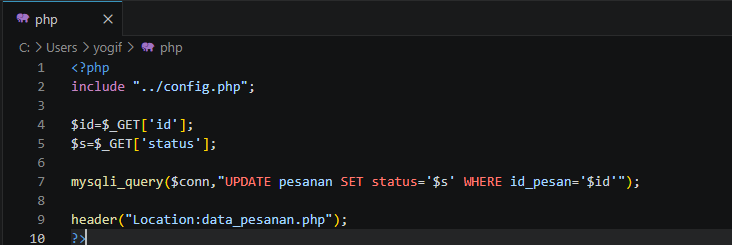 php ×
C: > Users > yogif > php
1 <?php
2 include "../config.php";
3
4 $id=$_GET['id'];
5 $s=$_GET['status'];
6
7 mysqli_query($conn,"UPDATE pesanan SET status='$s' WHERE id_pesan='$id'");
8
9 header("Location:data_pesanan.php");
10 ?>